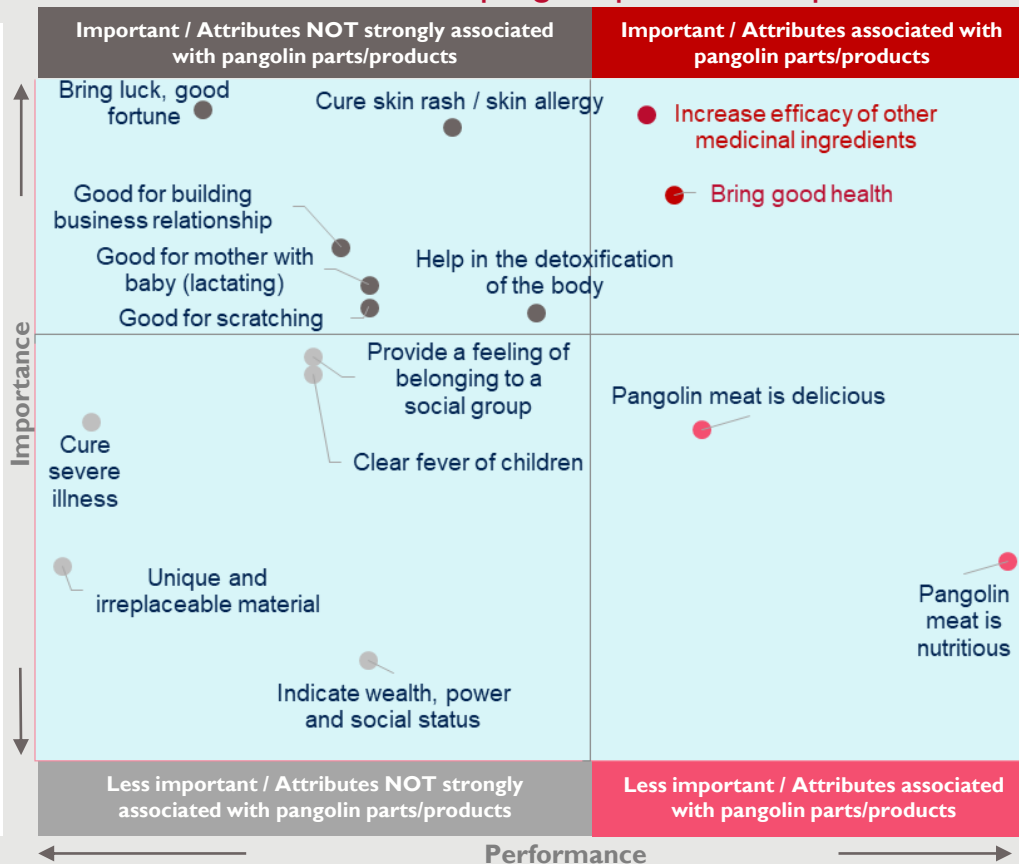 Important / Attributes NOT strongly associated
with pangolin parts/products
Important / Attributes associated with
pangolin parts/products
Bring luck, good
fortune
Cure skin rash / skin allergy
Increase efficacy of other
medicinal ingredients
Good for building
business relationship
Bring good health
Good for mother with
baby (lactating)
Help in the detoxification
of the body
Good for scratching
Importance
Provide a feeling of
belonging to a
social group
Pangolin meat is delicious
Cure
severe
illness
Clear fever of children
Unique and
irreplaceable material
Pangolin
meat is
nutritious
Indicate wealth, power
and social status
Less important / Attributes NOT strongly
associated with pangolin parts/products
Less important / Attributes associated
with pangolin parts/products
Performance